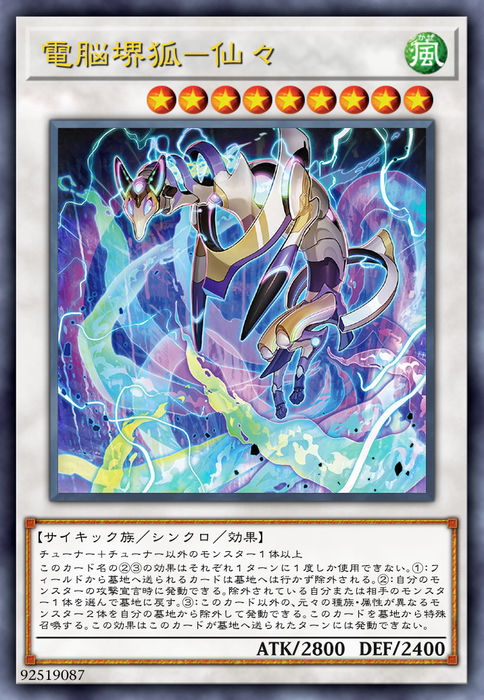 電脳堺狐－仙々
風
かぜ
【サイキック族／シンクロ／効果】
チューナー＋チューナー以外のモンスター１体以上
このカード名の②③の効果はそれぞれ１ターンに１度しか使用できない。①：フ
ィールドから墓地へ送られるカードは墓地へは行かず除外される。②：自分のモ
ンスターの攻撃宣言時に発動できる。除外されている自分または相手のモンスタ
ー１体を選んで墓地に戻す。③：このカード以外の、元々の種族・属性が異なるモ
ンスター２体を自分の墓地から除外して発動できる。このカードを墓地から特殊
召喚する。この効果はこのカードが墓地へ送られたターンには発動できない。
ATK/2800 DEF/2400
92519087